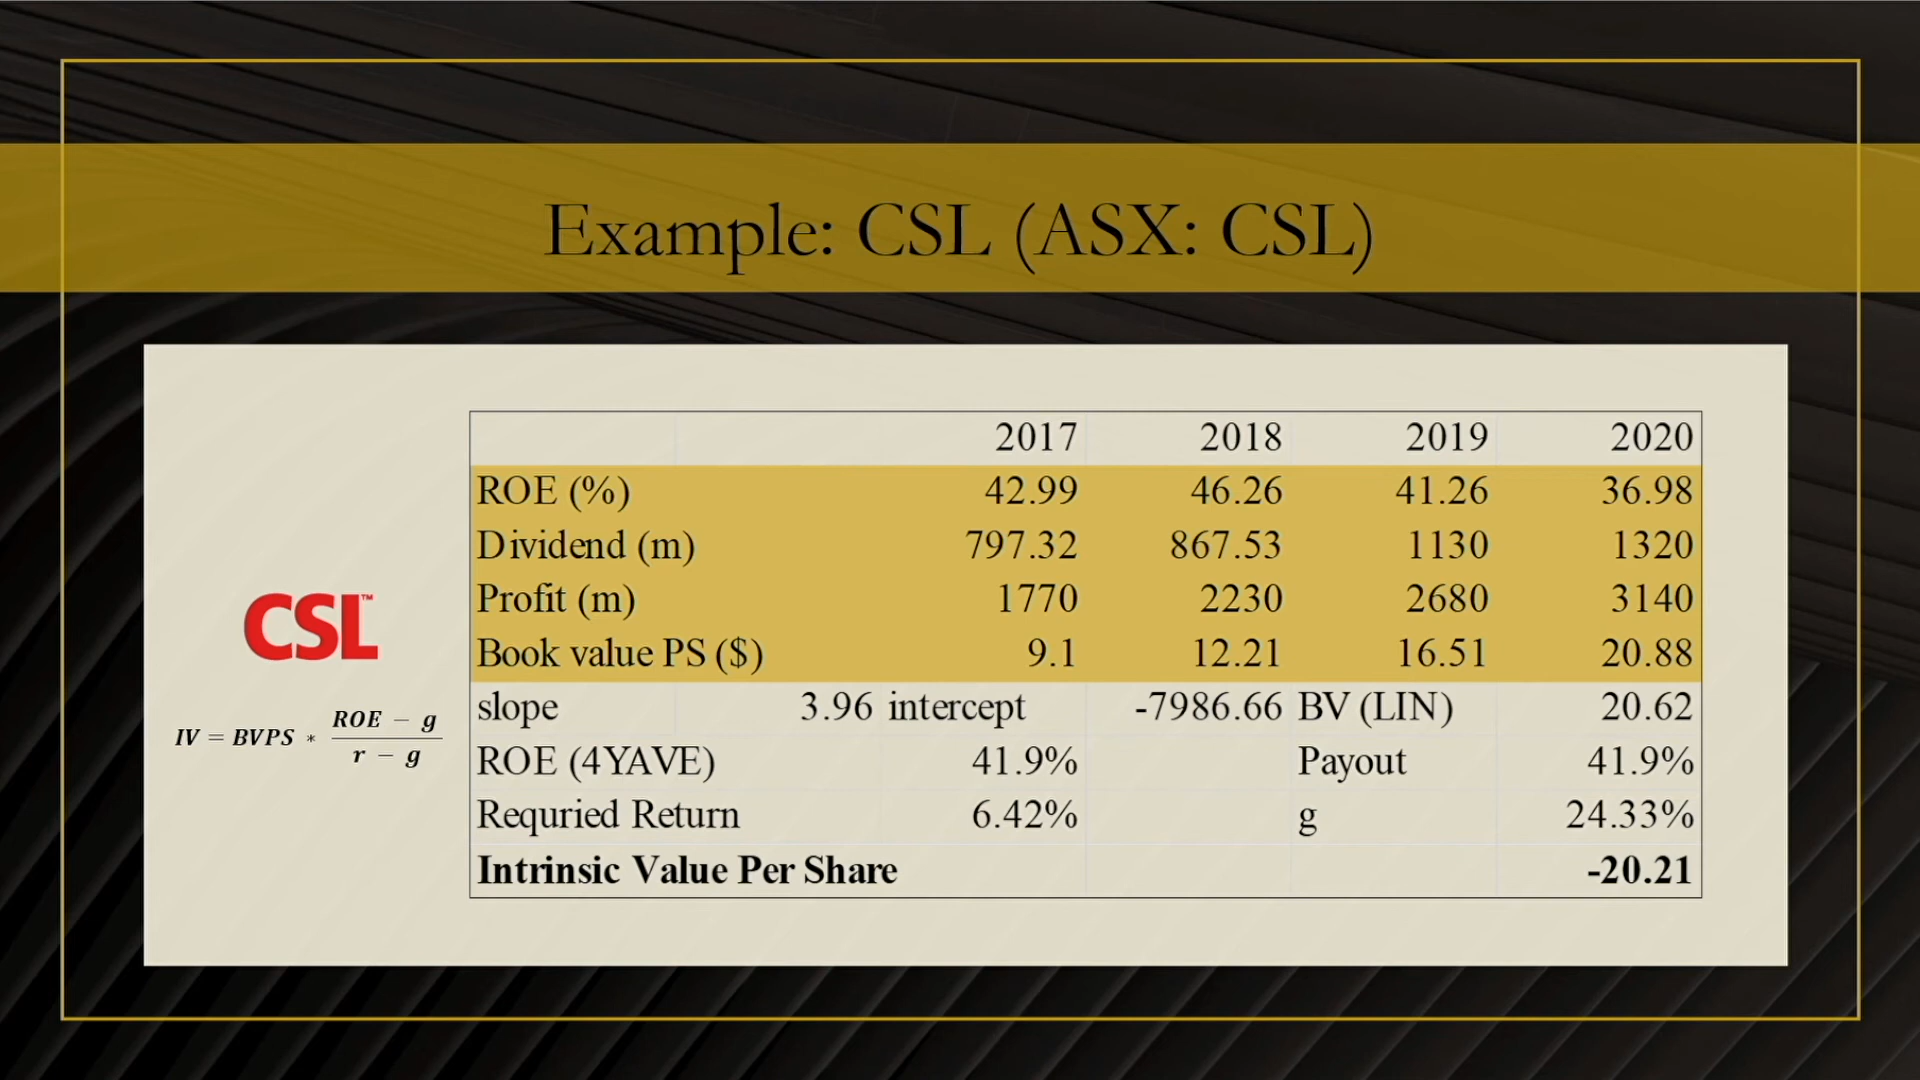 Example: CSL (ASX: CSL)
2017 2018 2019 2020
ROE (%) 42.99 46.26 41.26 36.98
Dividend (m) 797.32 867.53 1130 1320
Profit (m) 1770 2230 2680 3140
Book value PS ($) 9.1 12.21 16.51 20.88
slope 3.96 intercept -7986.66 BV (LIN) 20.62
ROE (4YAVE) 41.9% Payout 41.9%
Requried Return 6.42% g 24.33%
Intrinsic Value Per Share -20.21
CSL™
IV = BVPS * ROE − g / r − g